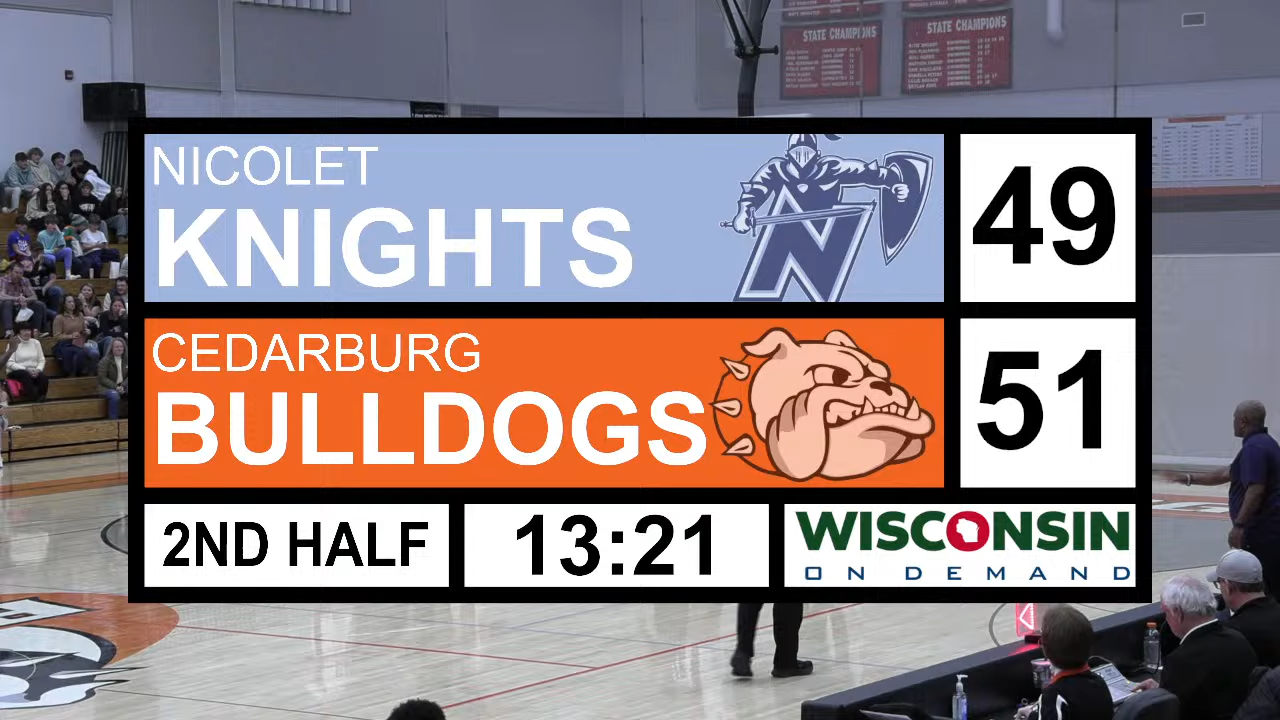 STATE CHAMPIONS
STATE CHAMPIONS
NICOLET
KNIGHTS
N
49
CEDARBURG
BULLDOGS
51
2ND HALF
13:21
WISCONSIN
ON DEMAND